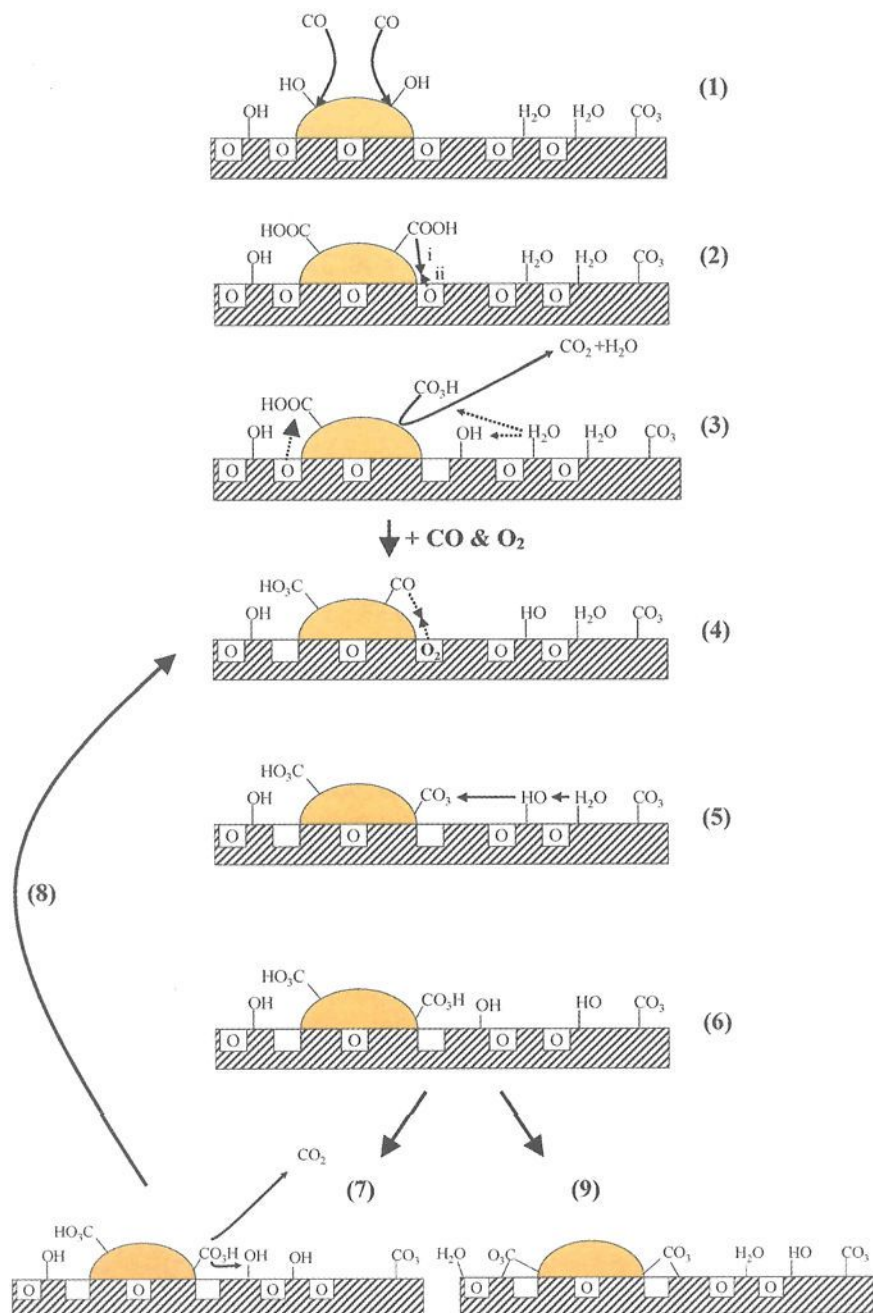 CO CO
HO OH
OH H₂O H₂O CO₃ (1)
O O O O O O
HOOC COOH
OH i ii H₂O H₂O CO₃ (2)
O O O O O O
CO₂+H₂O
HOOC CO₃H
OH OH H₂O H₂O CO₃ (3)
O O O O O
+ CO & O₂
HO₃C CO
OH HO H₂O CO₃ (4)
O O O₂ O O
HO₃C
OH CO₃ HO H₂O CO₃ (5)
O O O O
(8)
HO₃C
OH CO₃H OH HO CO₃ (6)
O O O O
CO₂ (7) (9)
HO₃C
OH CO₃H OH OH CO₃
O O O O
H₂O O₃C CO₃ H₂O HO CO₃
O O O O